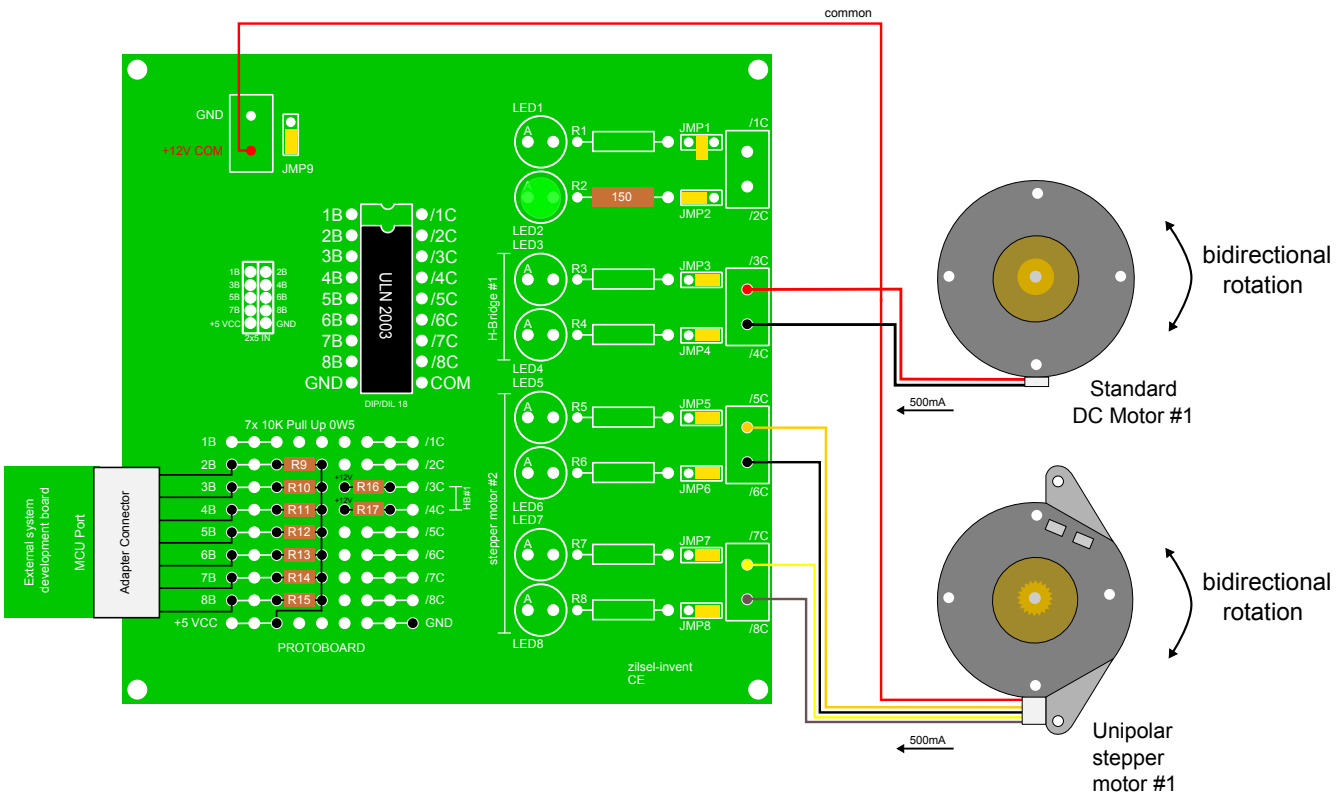 common
GND
+12V COM
JMP9
LED1
A
R1
JMP1
/1C
A
R2
150
JMP2
/2C
LED2
LED3
A
R3
JMP3
/3C
H-Bridge #1
A
R4
JMP4
/4C
LED4
LED5
A
R5
JMP5
/5C
stepper motor #2
A
R6
JMP6
/6C
LED6
LED7
A
R7
JMP7
/7C
A
R8
JMP8
/8C
LED8
1B /1C
2B /2C
3B /3C
4B /4C
5B /5C
6B /6C
7B /7C
8B /8C
GND COM
ULN 2003
DIP/DIL 18
1B 2B
3B 4B
5B 6B
7B 8B
+5 VCC GND
2x5 IN
7x 10K Pull Up 0W5
1B /1C
2B R9 /2C
3B R10 +12V R16 /3C
4B R11 +12V R17 /4C
HB#1
5B R12 /5C
6B R13 /6C
7B R14 /7C
8B R15 /8C
+5 VCC GND
PROTOBOARD
zilsel-invent
CE
External system
development board
MCU Port
Adapter Connector
bidirectional
rotation
Standard
DC Motor #1
500mA
bidirectional
rotation
Unipolar
stepper
motor #1
500mA